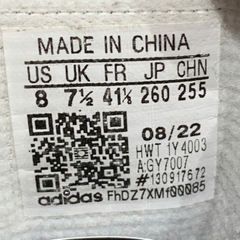 MADE IN CHINA
US UK FR JP CHN
8 7½ 41⅓ 260 255
08/22
HWT 1Y4003
A:GY7007
#130917672
adidas FhDZ7XMf00085